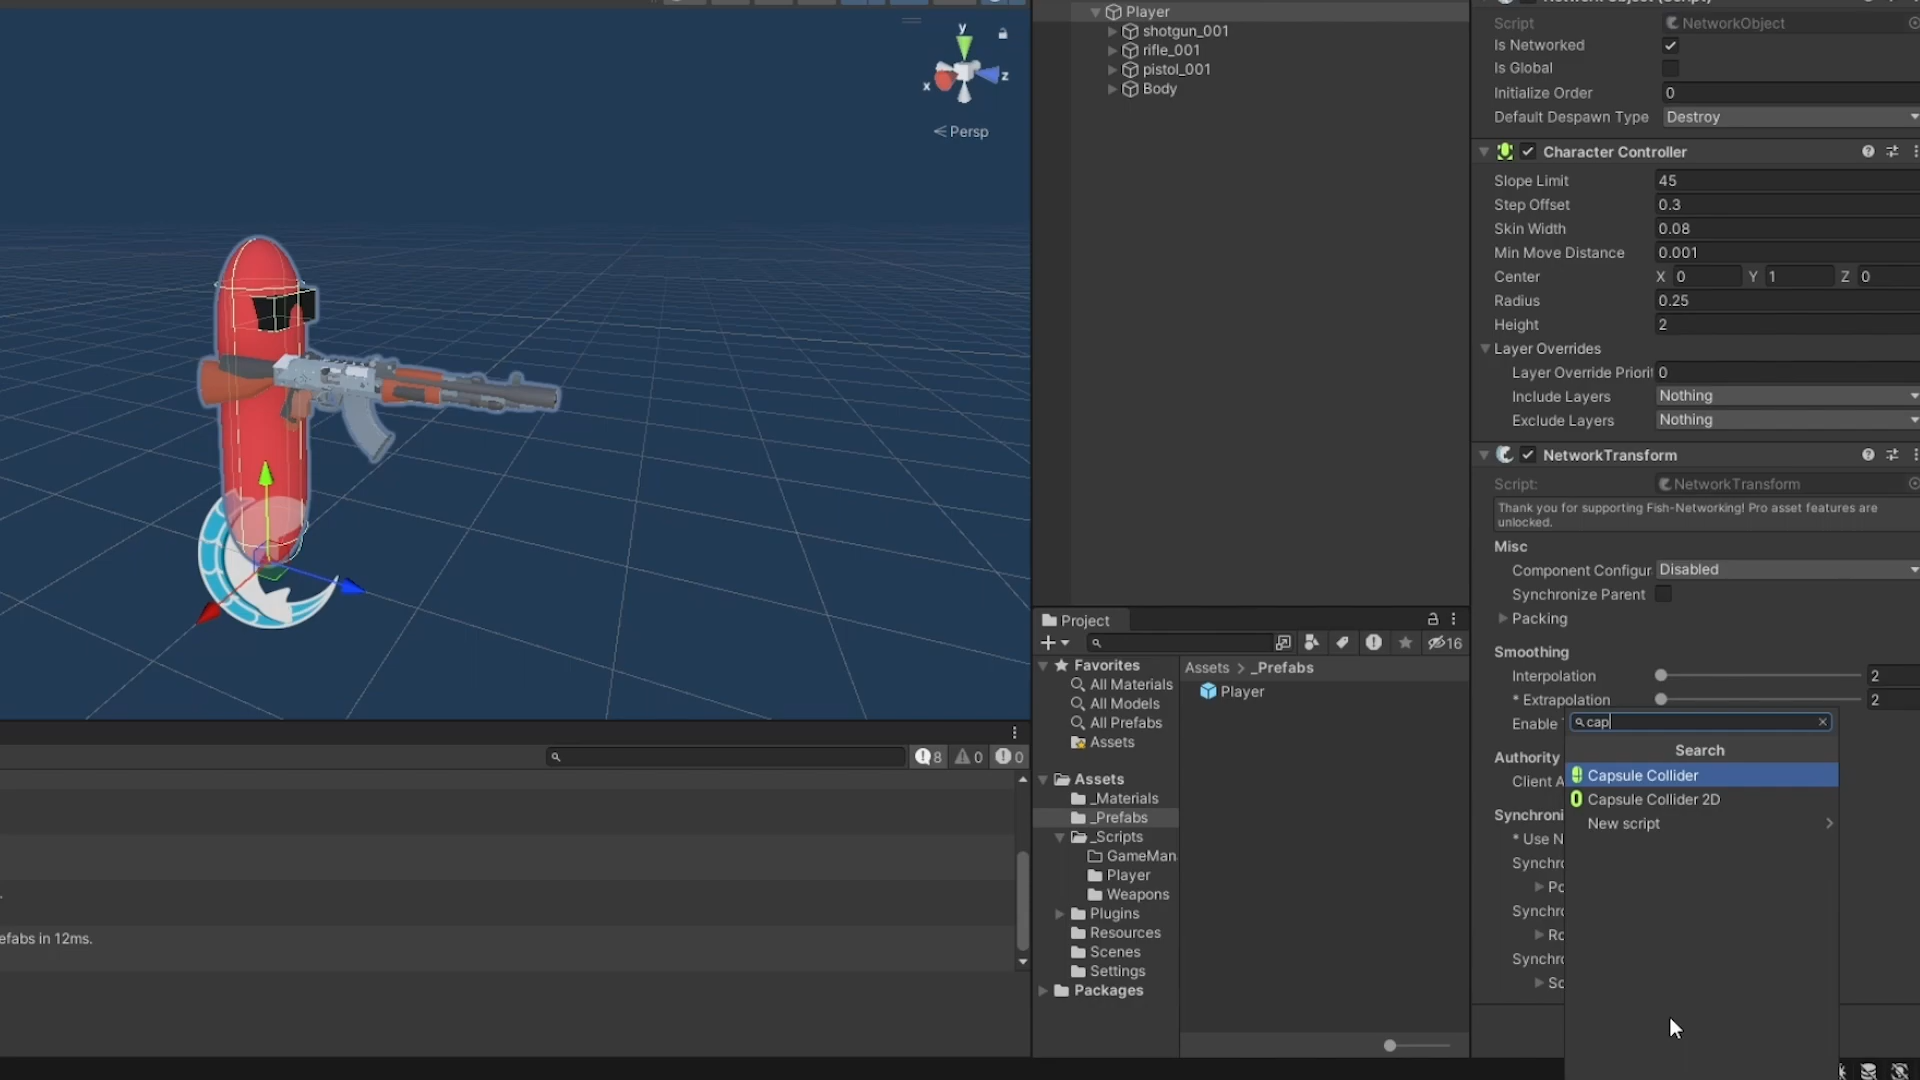 y
x
z
Persp
Player
shotgun_001
rifle_001
pistol_001
Body
Script
NetworkObject
Is Networked
Is Global
Initialize Order
0
Default Despawn Type
Destroy
Character Controller
Slope Limit
45
Step Offset
0.3
Skin Width
0.08
Min Move Distance
0.001
Center
X 0
Y 1
Z 0
Radius
0.25
Height
2
Layer Overrides
Layer Override Priorit
0
Include Layers
Nothing
Exclude Layers
Nothing
NetworkTransform
Script:
NetworkTransform
Thank you for supporting Fish-Networking! Pro asset features are
unlocked.
Misc
Component Configur
Disabled
Synchronize Parent
Packing
Smoothing
Interpolation
2
* Extrapolation
2
Enable
cap
Search
Capsule Collider
Capsule Collider 2D
New script
Authority
Client A
Synchroni
* Use N
Synchro
Po
Synchro
Ro
Synchro
Sc
Project
16
Favorites
All Materials
All Models
All Prefabs
Assets
Assets
_Materials
_Prefabs
_Scripts
GameMan
Player
Weapons
Plugins
Resources
Scenes
Settings
Packages
Assets > _Prefabs
Player
8
0
0
efabs in 12ms.